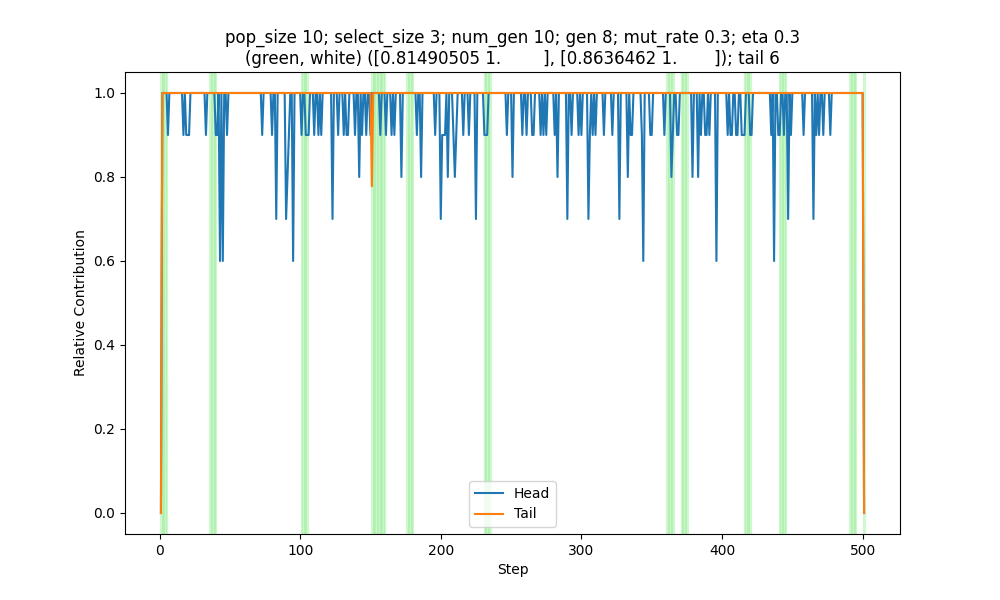 pop_size 10; select_size 3; num_gen 10; gen 8; mut_rate 0.3; eta 0.3
(green, white) ([0.81490505 1.        ], [0.8636462 1.       ]); tail 6
Relative Contribution
1.0
0.8
0.6
0.4
0.2
0.0
Head
Tail
0
100
200
300
400
500
Step